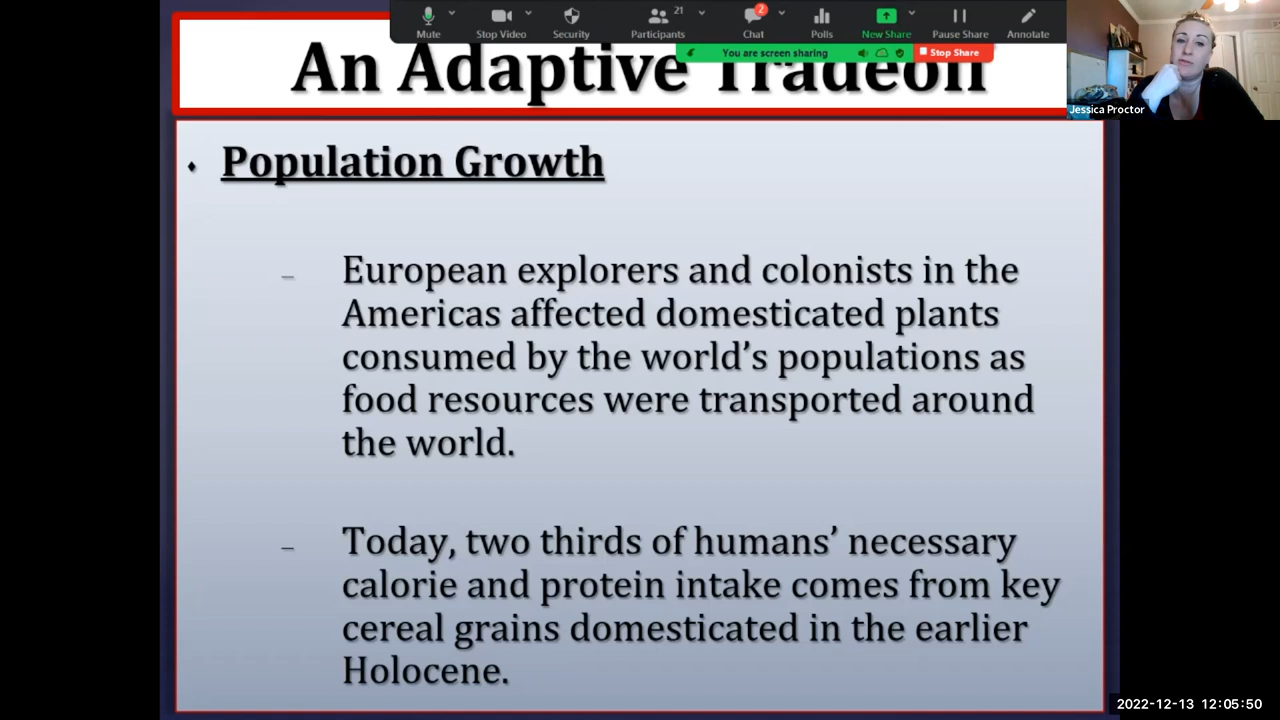 21
2
Mute
Stop Video
Security
Participants
Chat
Polls
New Share
Pause Share
Annotate
You are screen sharing
Stop Share
An Adaptive Tradeoff
Jessica Proctor
Population Growth
European explorers and colonists in the
Americas affected domesticated plants
consumed by the world’s populations as
food resources were transported around
the world.
Today, two thirds of humans’ necessary
calorie and protein intake comes from key
cereal grains domesticated in the earlier
Holocene.
2022-12-13 12:05:50